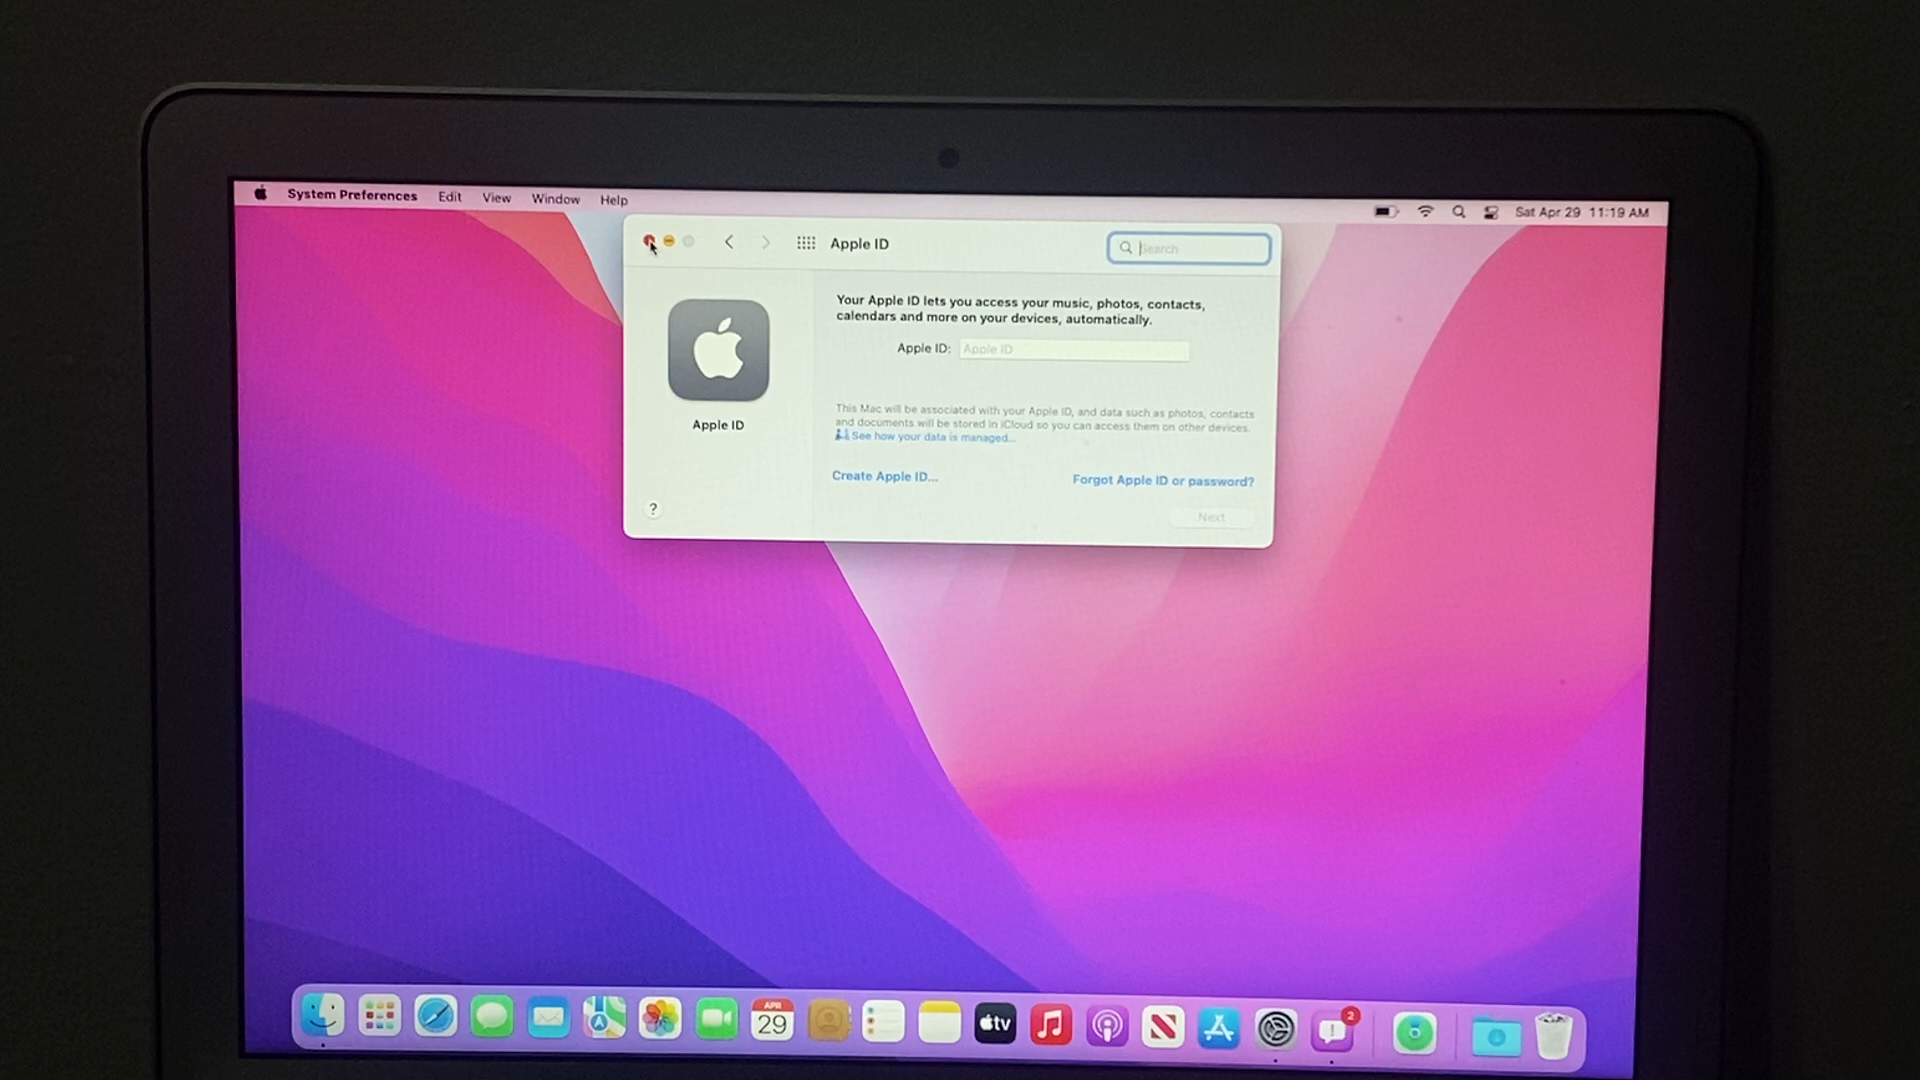 System Preferences Edit View Window Help
Sat Apr 29 11:19 AM
Apple ID
Search
Your Apple ID lets you access your music, photos, contacts,
calendars and more on your devices, automatically.
Apple ID: Apple ID
Apple ID
This Mac will be associated with your Apple ID, and data such as photos, contacts
and documents will be stored in iCloud so you can access them on other devices.
See how your data is managed...
Create Apple ID...
Forgot Apple ID or password?
?
Next
APR
29
tv
2